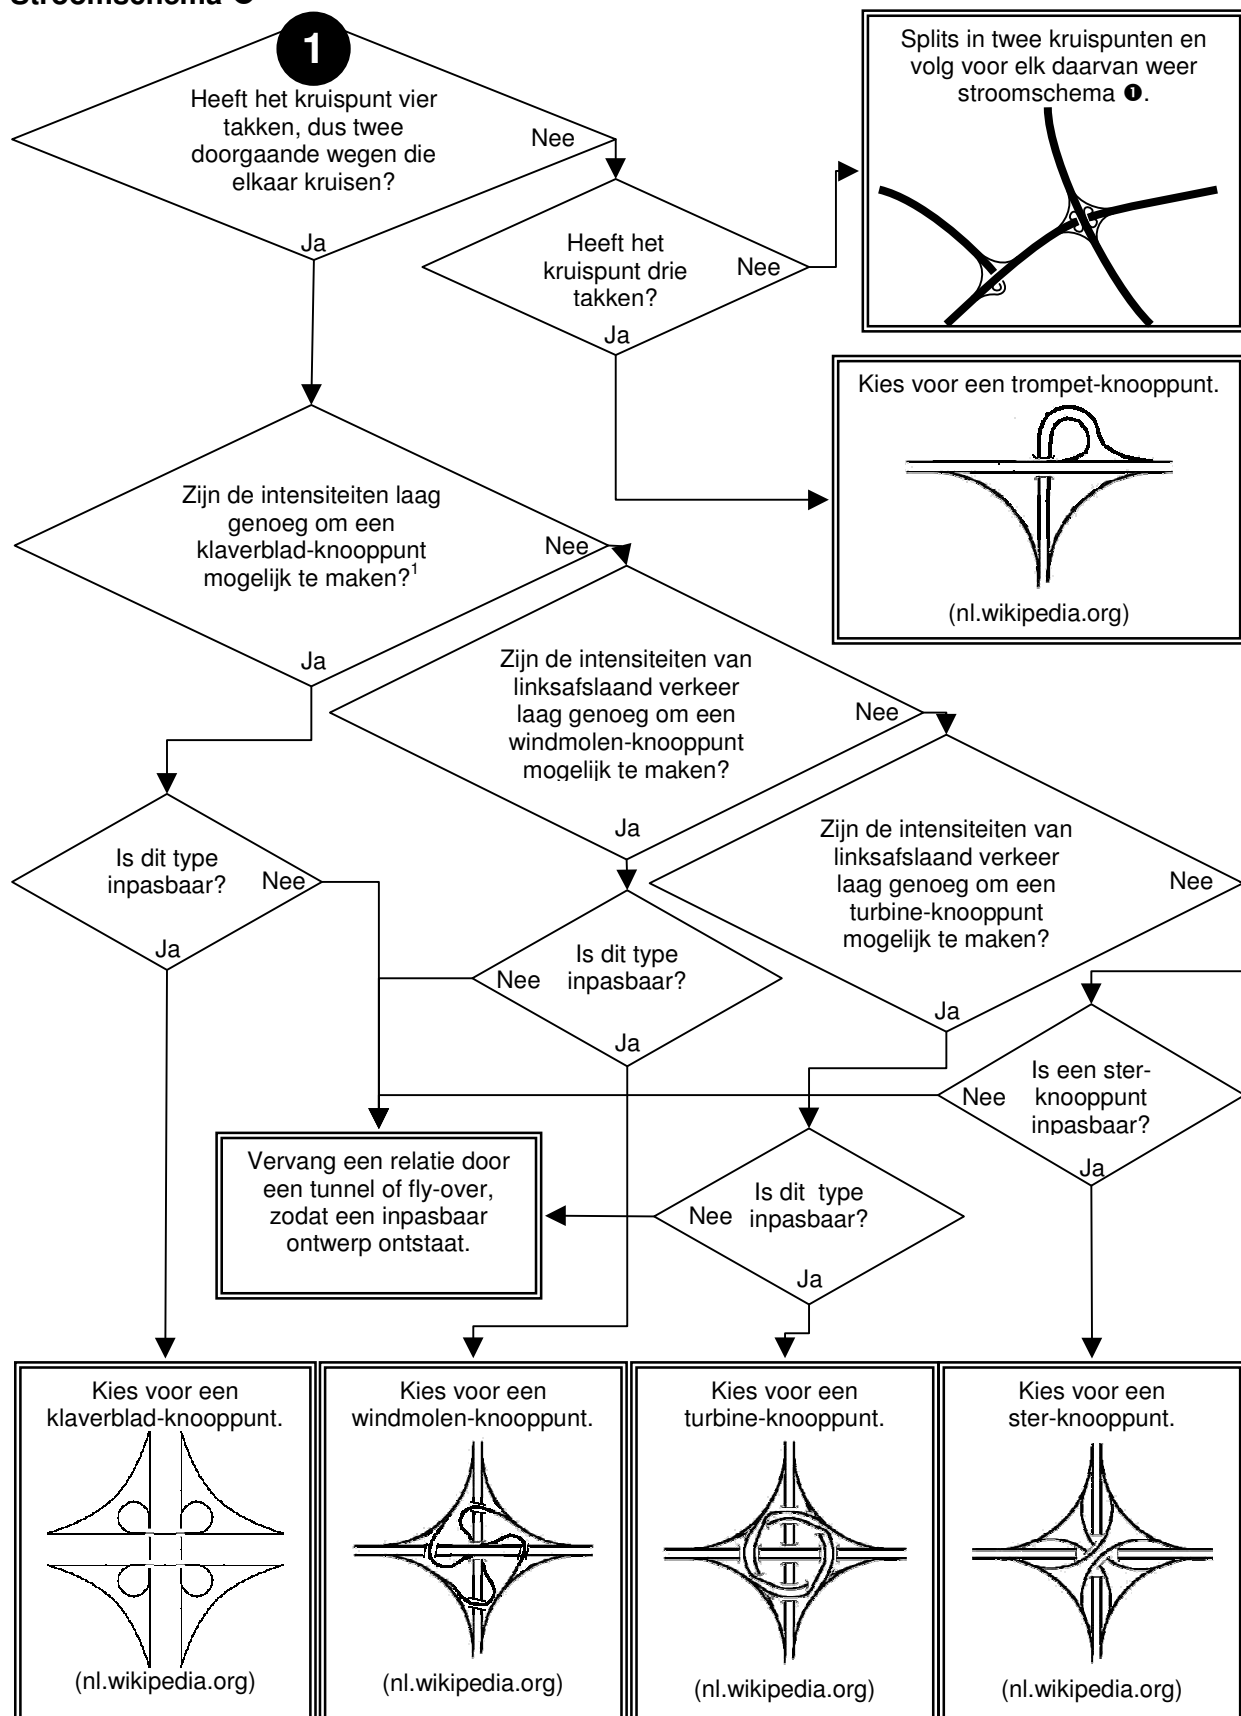 Stroomschema ❶
1
Heeft het kruispunt vier
takken, dus twee
doorgaande wegen die
elkaar kruisen?
Nee
Ja
Splits in twee kruispunten en
volg voor elk daarvan weer
stroomschema ❶.
Heeft het
kruispunt drie
takken?
Nee
Ja
Kies voor een trompet-knooppunt.
(nl.wikipedia.org)
Zijn de intensiteiten laag
genoeg om een
klaverblad-knooppunt
mogelijk te maken?¹
Nee
Ja
Zijn de intensiteiten van
linksafslaand verkeer
laag genoeg om een
windmolen-knooppunt
mogelijk te maken?
Nee
Ja
Zijn de intensiteiten van
linksafslaand verkeer
laag genoeg om een
turbine-knooppunt
mogelijk te maken?
Nee
Ja
Is dit type
inpasbaar?
Nee
Ja
Is dit type
inpasbaar?
Nee
Ja
Is een ster-
knooppunt
inpasbaar?
Nee
Ja
Vervang een relatie door
een tunnel of fly-over,
zodat een inpasbaar
ontwerp ontstaat.
Is dit type
inpasbaar?
Nee
Ja
Kies voor een
klaverblad-knooppunt.
(nl.wikipedia.org)
Kies voor een
windmolen-knooppunt.
(nl.wikipedia.org)
Kies voor een
turbine-knooppunt.
(nl.wikipedia.org)
Kies voor een
ster-knooppunt.
(nl.wikipedia.org)